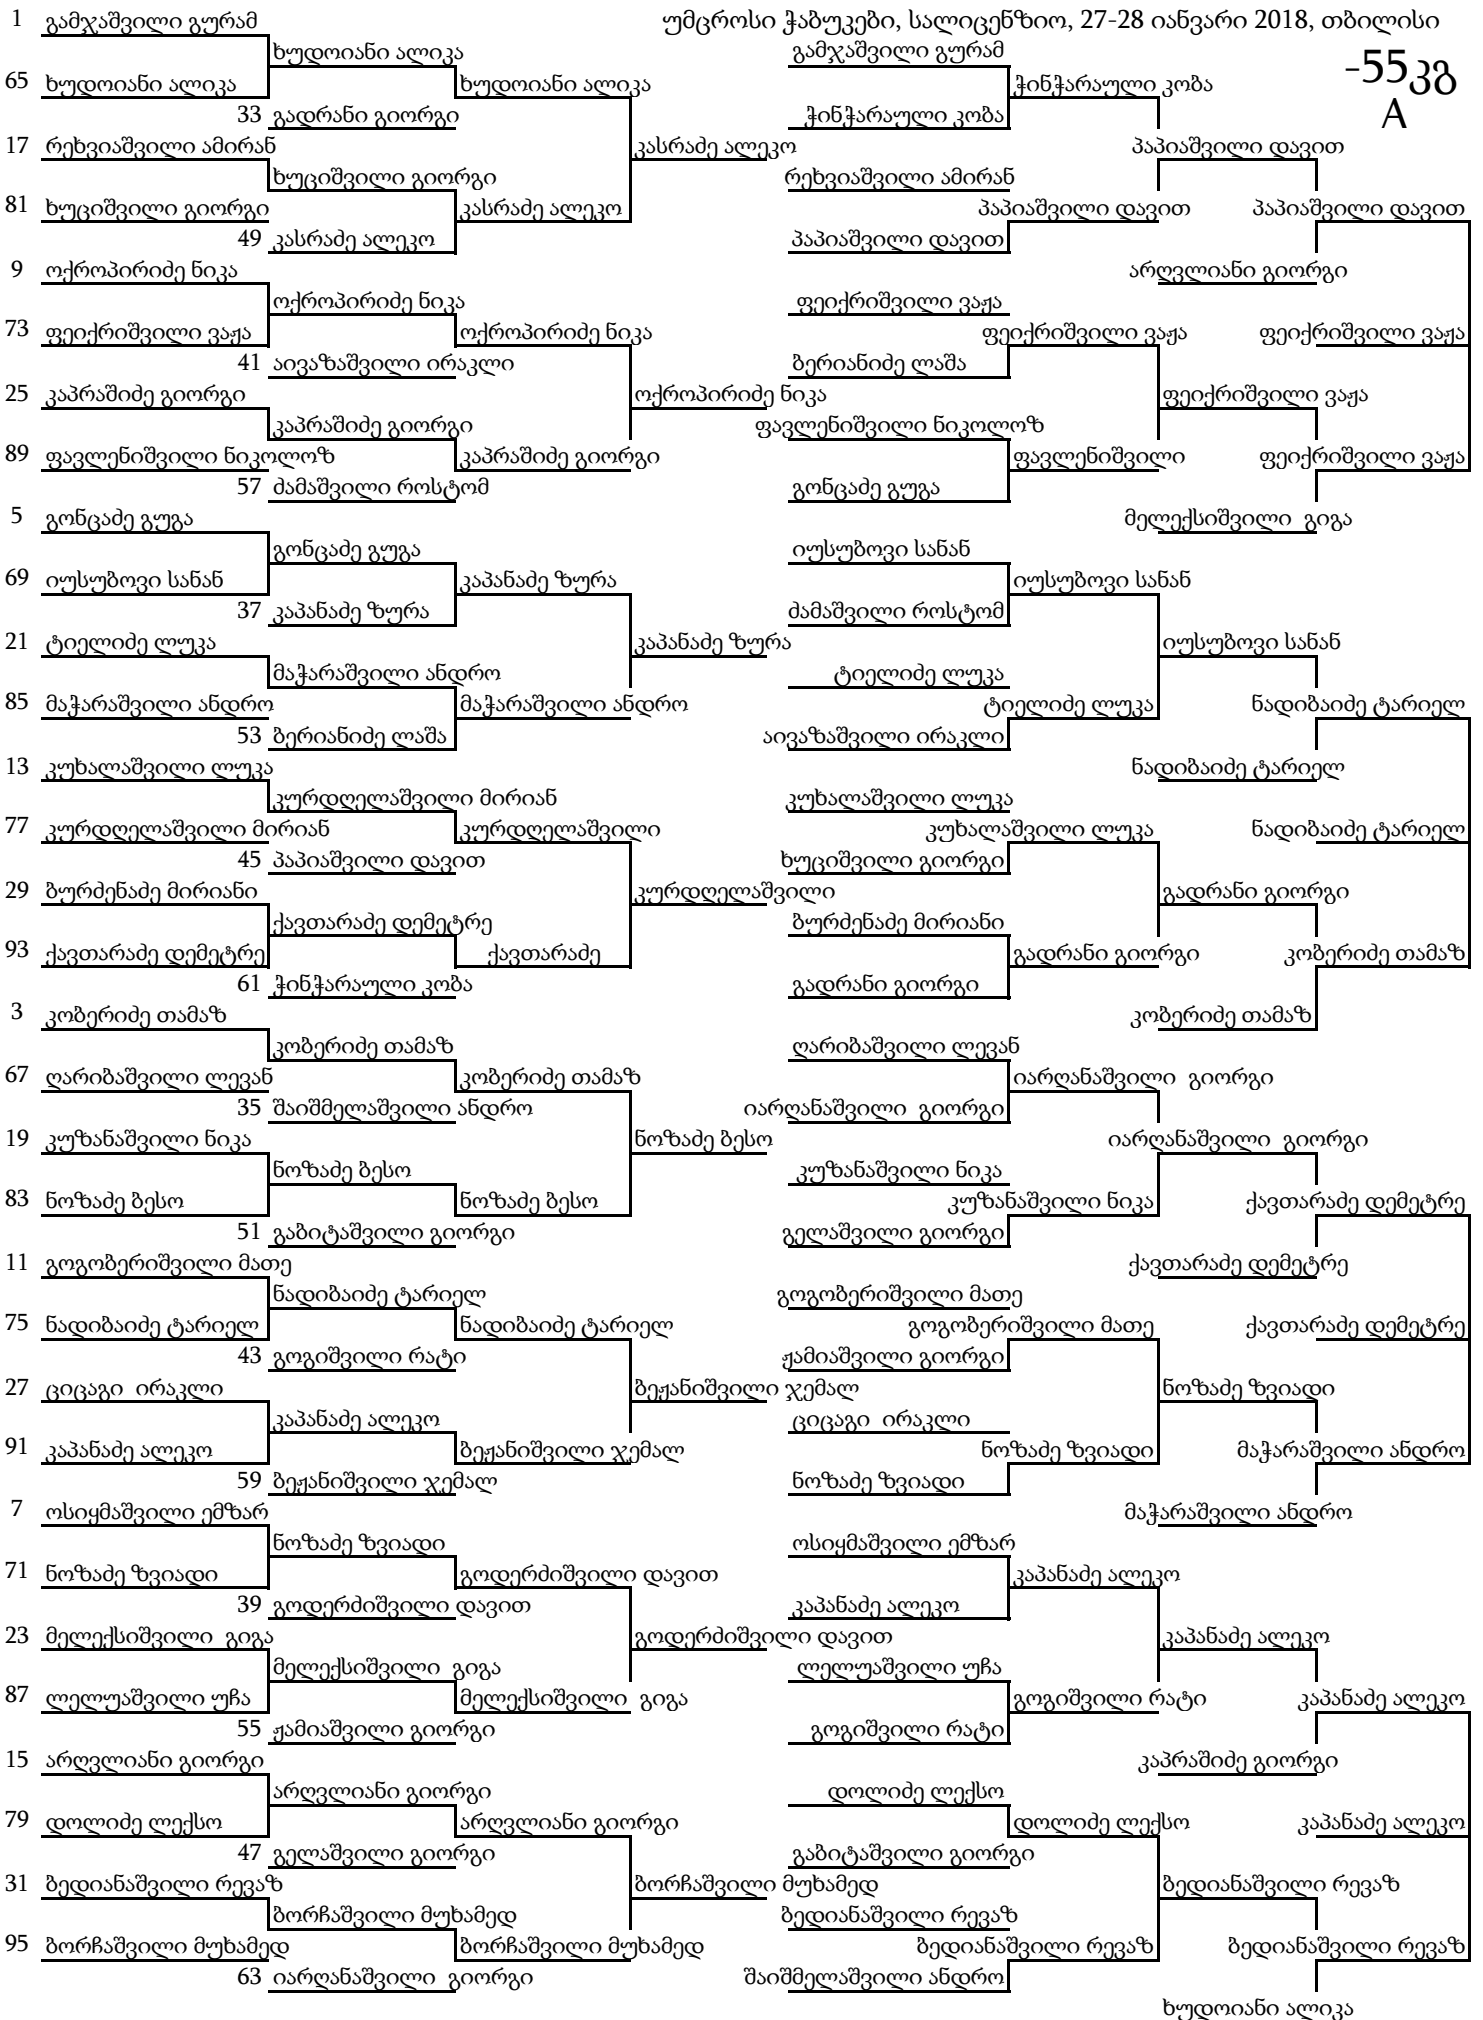 უმცროსი ჭაბუკები, სალიცენზიო, 27-28 იანვარი 2018, თბილისი
-55კგ
A
1 გამჯაშვილი გურამ
ხუდოიანი ალიკა
65 ხუდოიანი ალიკა
ხუდოიანი ალიკა
33 გადრანი გიორგი
17 რეხვიაშვილი ამირან
კასრაძე ალეკო
ხუციშვილი გიორგი
81 ხუციშვილი გიორგი
კასრაძე ალეკო
49 კასრაძე ალეკო
9 ოქროპირიძე ნიკა
ოქროპირიძე ნიკა
73 ფეიქრიშვილი ვაჟა
ოქროპირიძე ნიკა
41 აივაზაშვილი ირაკლი
25 კაპრაშიძე გიორგი
ოქროპირიძე ნიკა
კაპრაშიძე გიორგი
89 ფავლენიშვილი ნიკოლოზ
კაპრაშიძე გიორგი
57 ძამაშვილი როსტომ
5 გონცაძე გუგა
გონცაძე გუგა
69 იუსუბოვი სანან
კაპანაძე ზურა
37 კაპანაძე ზურა
21 ტიელიძე ლუკა
კაპანაძე ზურა
მაჭარაშვილი ანდრო
85 მაჭარაშვილი ანდრო
მაჭარაშვილი ანდრო
53 ბერიანიძე ლაშა
13 კუხალაშვილი ლუკა
კურდღელაშვილი მირიან
77 კურდღელაშვილი მირიან
კურდღელაშვილი
45 პაპიაშვილი დავით
29 ბურძენაძე მირიანი
კურდღელაშვილი
ქავთარაძე დემეტრე
93 ქავთარაძე დემეტრე
ქავთარაძე
61 ჭინჭარაული კობა
3 კობერიძე თამაზ
კობერიძე თამაზ
67 ღარიბაშვილი ლევან
კობერიძე თამაზ
35 შაიშმელაშვილი ანდრო
19 კუზანაშვილი ნიკა
ნოზაძე ბესო
ნოზაძე ბესო
83 ნოზაძე ბესო
ნოზაძე ბესო
51 გაბიტაშვილი გიორგი
11 გოგობერიშვილი მათე
ნადიბაიძე ტარიელ
75 ნადიბაიძე ტარიელ
ნადიბაიძე ტარიელ
43 გოგიშვილი რატი
27 ციცაგი ირაკლი
ბეჟანიშვილი ჯემალ
კაპანაძე ალეკო
91 კაპანაძე ალეკო
ბეჟანიშვილი ჯემალ
59 ბეჟანიშვილი ჯემალ
7 ოსიყმაშვილი ემზარ
ნოზაძე ზვიადი
71 ნოზაძე ზვიადი
გოდერძიშვილი დავით
39 გოდერძიშვილი დავით
23 მელექსიშვილი გიგა
გოდერძიშვილი დავით
მელექსიშვილი გიგა
87 ლელუაშვილი უჩა
მელექსიშვილი გიგა
55 ჟამიაშვილი გიორგი
15 არღვლიანი გიორგი
არღვლიანი გიორგი
79 დოლიძე ლექსო
არღვლიანი გიორგი
47 გელაშვილი გიორგი
31 ბედიანაშვილი რევაზ
ბორჩაშვილი მუხამედ
ბორჩაშვილი მუხამედ
95 ბორჩაშვილი მუხამედ
ბორჩაშვილი მუხამედ
63 იარღანაშვილი გიორგი
გამჯაშვილი გურამ
ჭინჭარაული კობა
ჭინჭარაული კობა
პაპიაშვილი დავით
რეხვიაშვილი ამირან
პაპიაშვილი დავით
პაპიაშვილი დავით
პაპიაშვილი დავით
არღვლიანი გიორგი
ფეიქრიშვილი ვაჟა
ფეიქრიშვილი ვაჟა
ფეიქრიშვილი ვაჟა
ბერიანიძე ლაშა
ფეიქრიშვილი ვაჟა
ფავლენიშვილი ნიკოლოზ
ფავლენიშვილი
ფეიქრიშვილი ვაჟა
გონცაძე გუგა
მელექსიშვილი გიგა
იუსუბოვი სანან
იუსუბოვი სანან
ძამაშვილი როსტომ
იუსუბოვი სანან
ტიელიძე ლუკა
ტიელიძე ლუკა
ნადიბაიძე ტარიელ
აივაზაშვილი ირაკლი
ნადიბაიძე ტარიელ
კუხალაშვილი ლუკა
კუხალაშვილი ლუკა
ნადიბაიძე ტარიელ
ხუციშვილი გიორგი
გადრანი გიორგი
ბურძენაძე მირიანი
გადრანი გიორგი
კობერიძე თამაზ
გადრანი გიორგი
კობერიძე თამაზ
ღარიბაშვილი ლევან
იარღანაშვილი გიორგი
იარღანაშვილი გიორგი
იარღანაშვილი გიორგი
კუზანაშვილი ნიკა
კუზანაშვილი ნიკა
ქავთარაძე დემეტრე
გელაშვილი გიორგი
ქავთარაძე დემეტრე
გოგობერიშვილი მათე
გოგობერიშვილი მათე
ქავთარაძე დემეტრე
ჟამიაშვილი გიორგი
ნოზაძე ზვიადი
ციცაგი ირაკლი
ნოზაძე ზვიადი
მაჭარაშვილი ანდრო
ნოზაძე ზვიადი
მაჭარაშვილი ანდრო
ოსიყმაშვილი ემზარ
კაპანაძე ალეკო
კაპანაძე ალეკო
კაპანაძე ალეკო
ლელუაშვილი უჩა
გოგიშვილი რატი
კაპანაძე ალეკო
გოგიშვილი რატი
კაპრაშიძე გიორგი
დოლიძე ლექსო
დოლიძე ლექსო
კაპანაძე ალეკო
გაბიტაშვილი გიორგი
ბედიანაშვილი რევაზ
ბედიანაშვილი რევაზ
ბედიანაშვილი რევაზ
ბედიანაშვილი რევაზ
შაიშმელაშვილი ანდრო
ხუდოიანი ალიკა